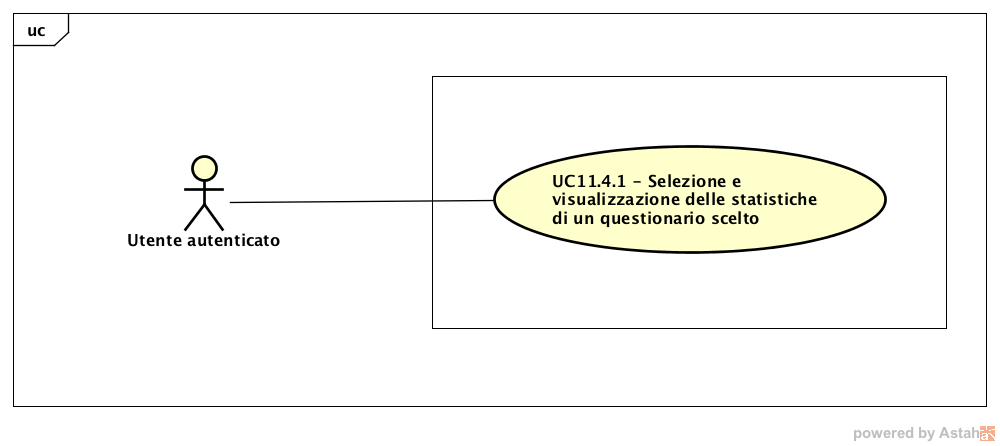 uc
UC11.4.1 – Selezione e
visualizzazione delle statistiche
di un questionario scelto
Utente autenticato
powered by Astah